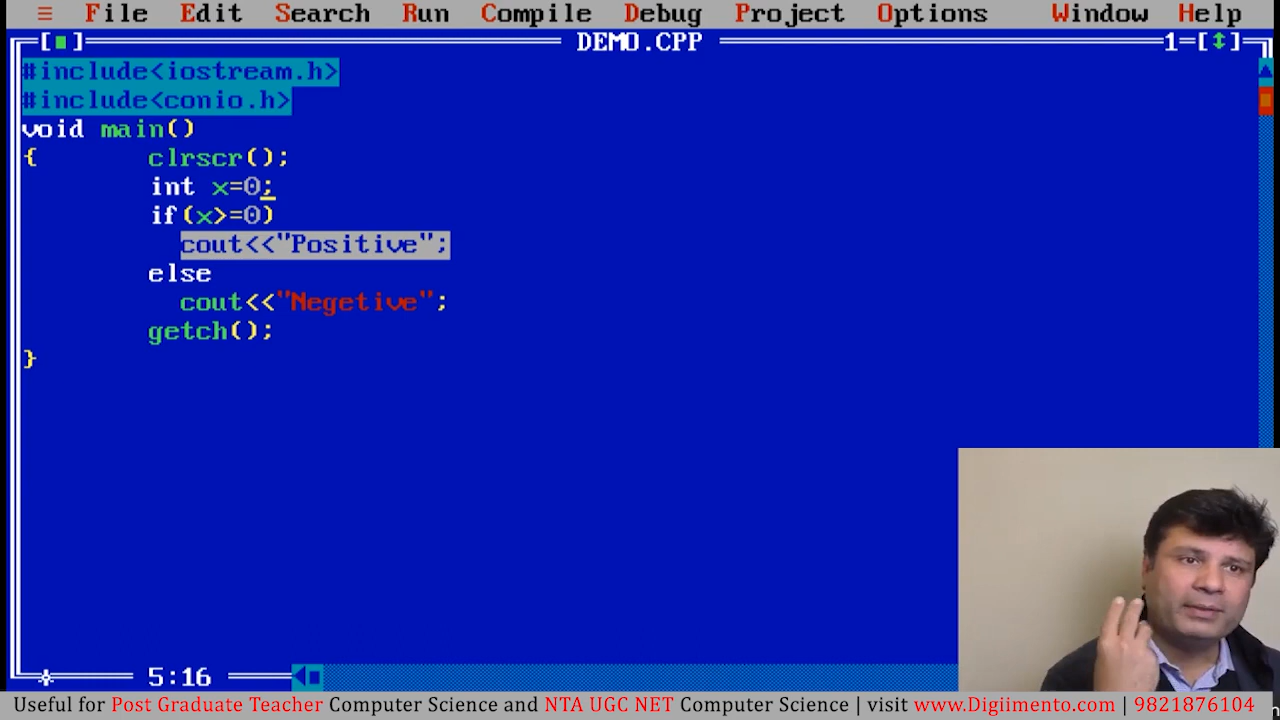 ≡ File Edit Search Run Compile Debug Project Options Window Help
[■] DEMO.CPP 1=[↕]
#include<iostream.h>
#include<conio.h>
void main()
{ clrscr();
int x=0;
if(x>=0)
cout<<"Positive";
else
cout<<"Negetive";
getch();
}
5:16
Useful for Post Graduate Teacher Computer Science and NTA UGC NET Computer Science | visit www.Digiimento.com | 9821876104